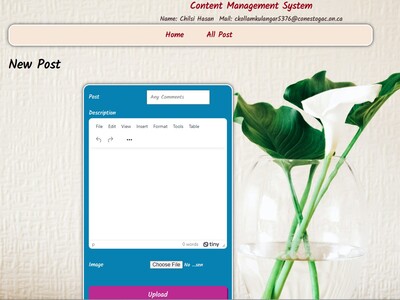 Content Management System
Name: Chilsi Hasan Mail: ckollamkulangar5376@conestogac.on.ca
Home All Post
New Post
Post Any Comments
Description
File Edit View Insert Format Tools Table
p 0 words tiny
Image Choose File No ...sen
Upload